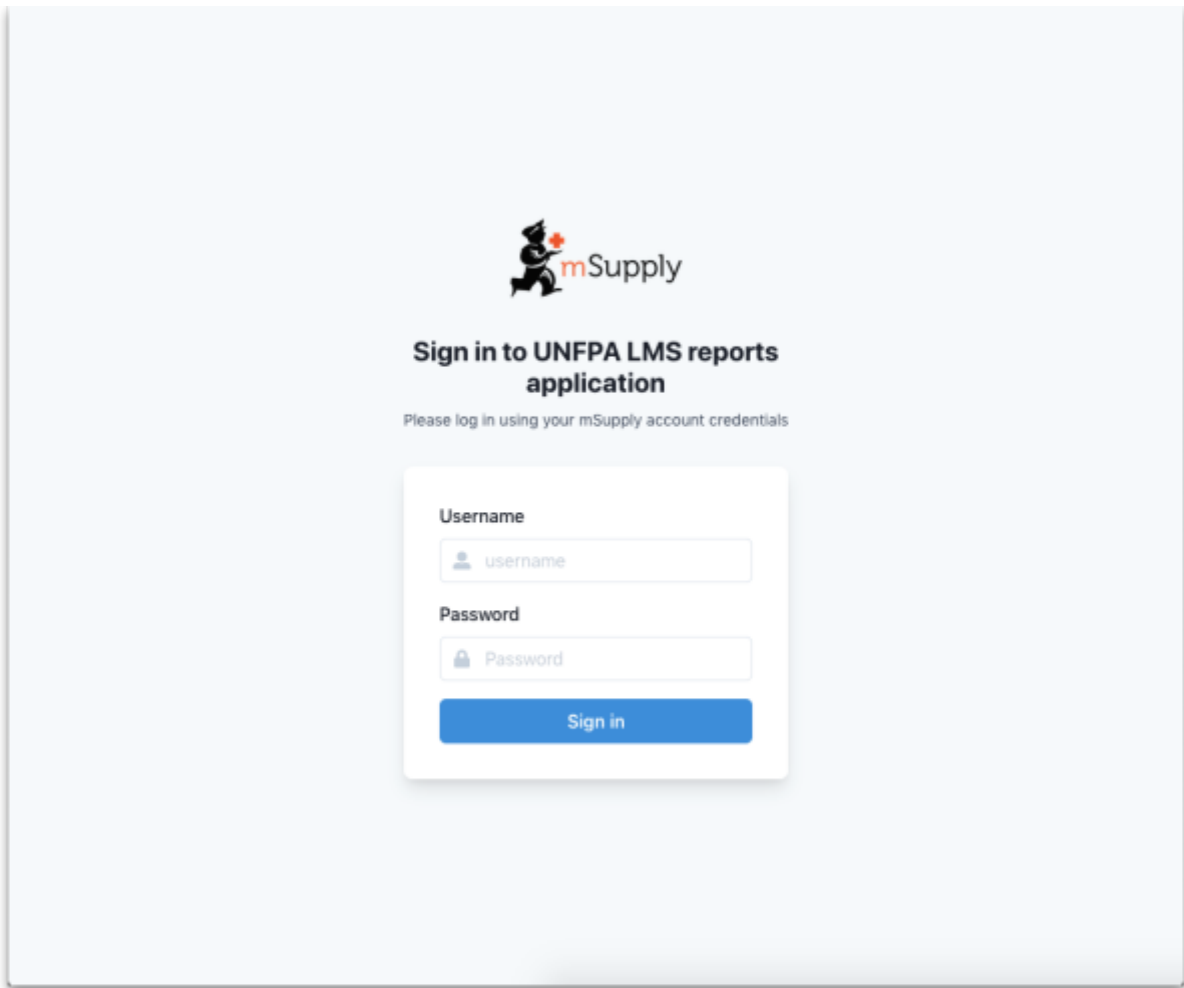 mSupply
Sign in to UNFPA LMS reports
application
Please log in using your mSupply account credentials
Username
username
Password
Password
Sign in